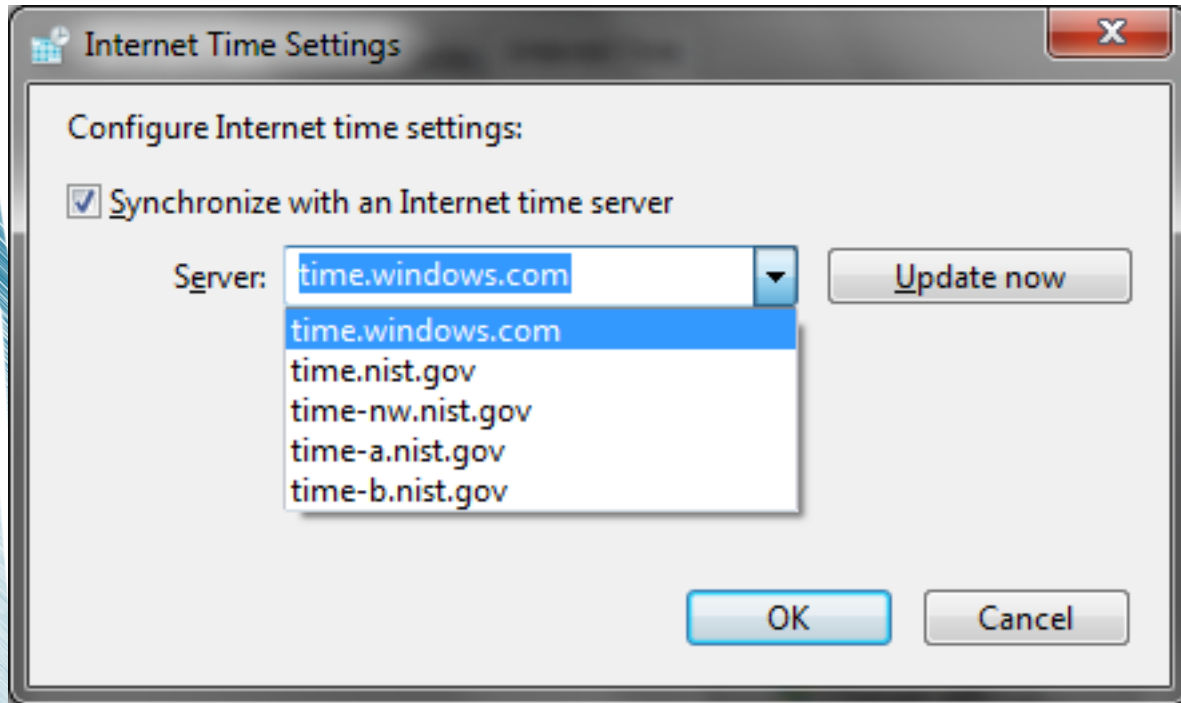 Internet Time Settings
Configure Internet time settings:
Synchronize with an Internet time server
Server: time.windows.com Update now
time.windows.com
time.nist.gov
time-nw.nist.gov
time-a.nist.gov
time-b.nist.gov
OK Cancel